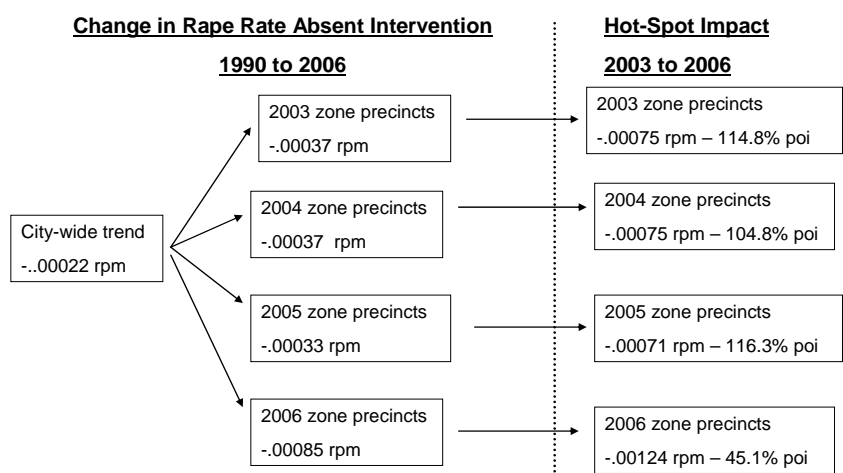 Change in Rape Rate Absent Intervention
1990 to 2006
Hot-Spot Impact
2003 to 2006
City-wide trend
-..00022 rpm
2003 zone precincts
-.00037 rpm
2004 zone precincts
-.00037 rpm
2005 zone precincts
-.00033 rpm
2006 zone precincts
-.00085 rpm
2003 zone precincts
-.00075 rpm – 114.8% poi
2004 zone precincts
-.00075 rpm – 104.8% poi
2005 zone precincts
-.00071 rpm – 116.3% poi
2006 zone precincts
-.00124 rpm – 45.1% poi